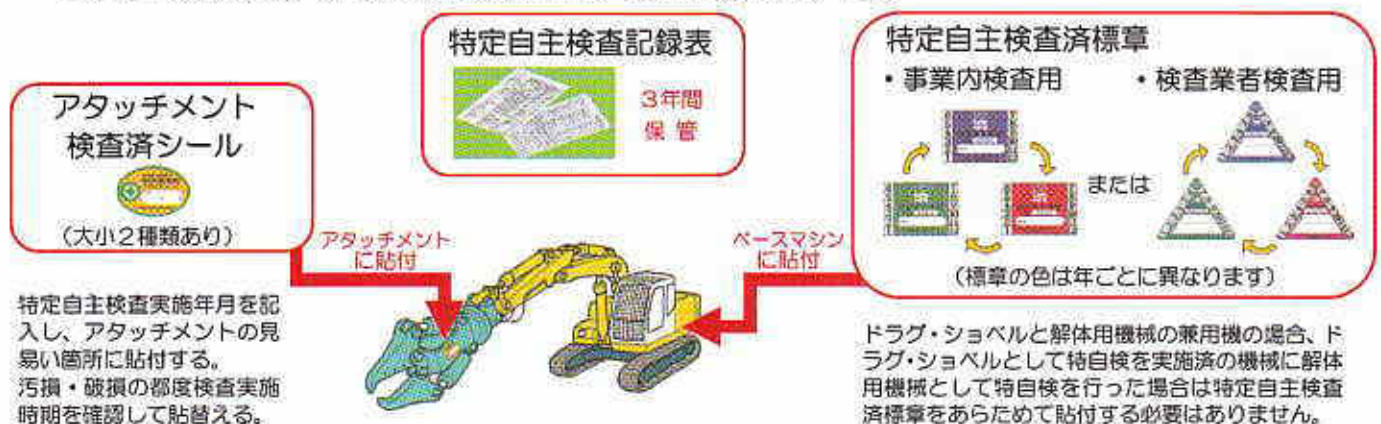 特定自主検査記録表
3年間
保管
特定自主検査済標章
・事業内検査用
・検査業者検査用
または
(標章の色は年ごとに異なります)
アタッチメント
検査済シール
(大小2種類あり)
アタッチメント
に貼付
ベースマシン
に貼付
特定自主検査実施年月を記
入し、アタッチメントの見
易い箇所に貼付する。
汚損・破損の都度検査実施
時期を確認して貼替える。
ドラグ・ショベルと解体用機械の兼用機の場合、ド
ラグ・ショベルとして特自検を実施済の機械に解体
用機械として特自検を行った場合は特定自主検査
済標章をあらためて貼付する必要はありません。